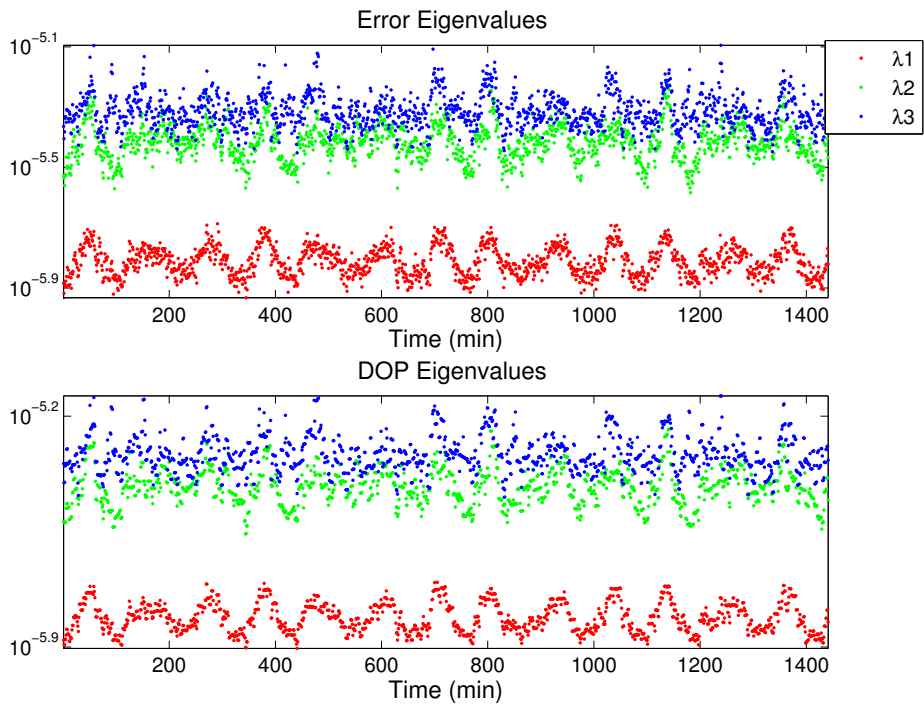 Error Eigenvalues
10^-5.1
10^-5.5
10^-5.9
200 400 600 800 1000 1200 1400
Time (min)
λ1
λ2
λ3
DOP Eigenvalues
10^-5.2
10^-5.9
200 400 600 800 1000 1200 1400
Time (min)